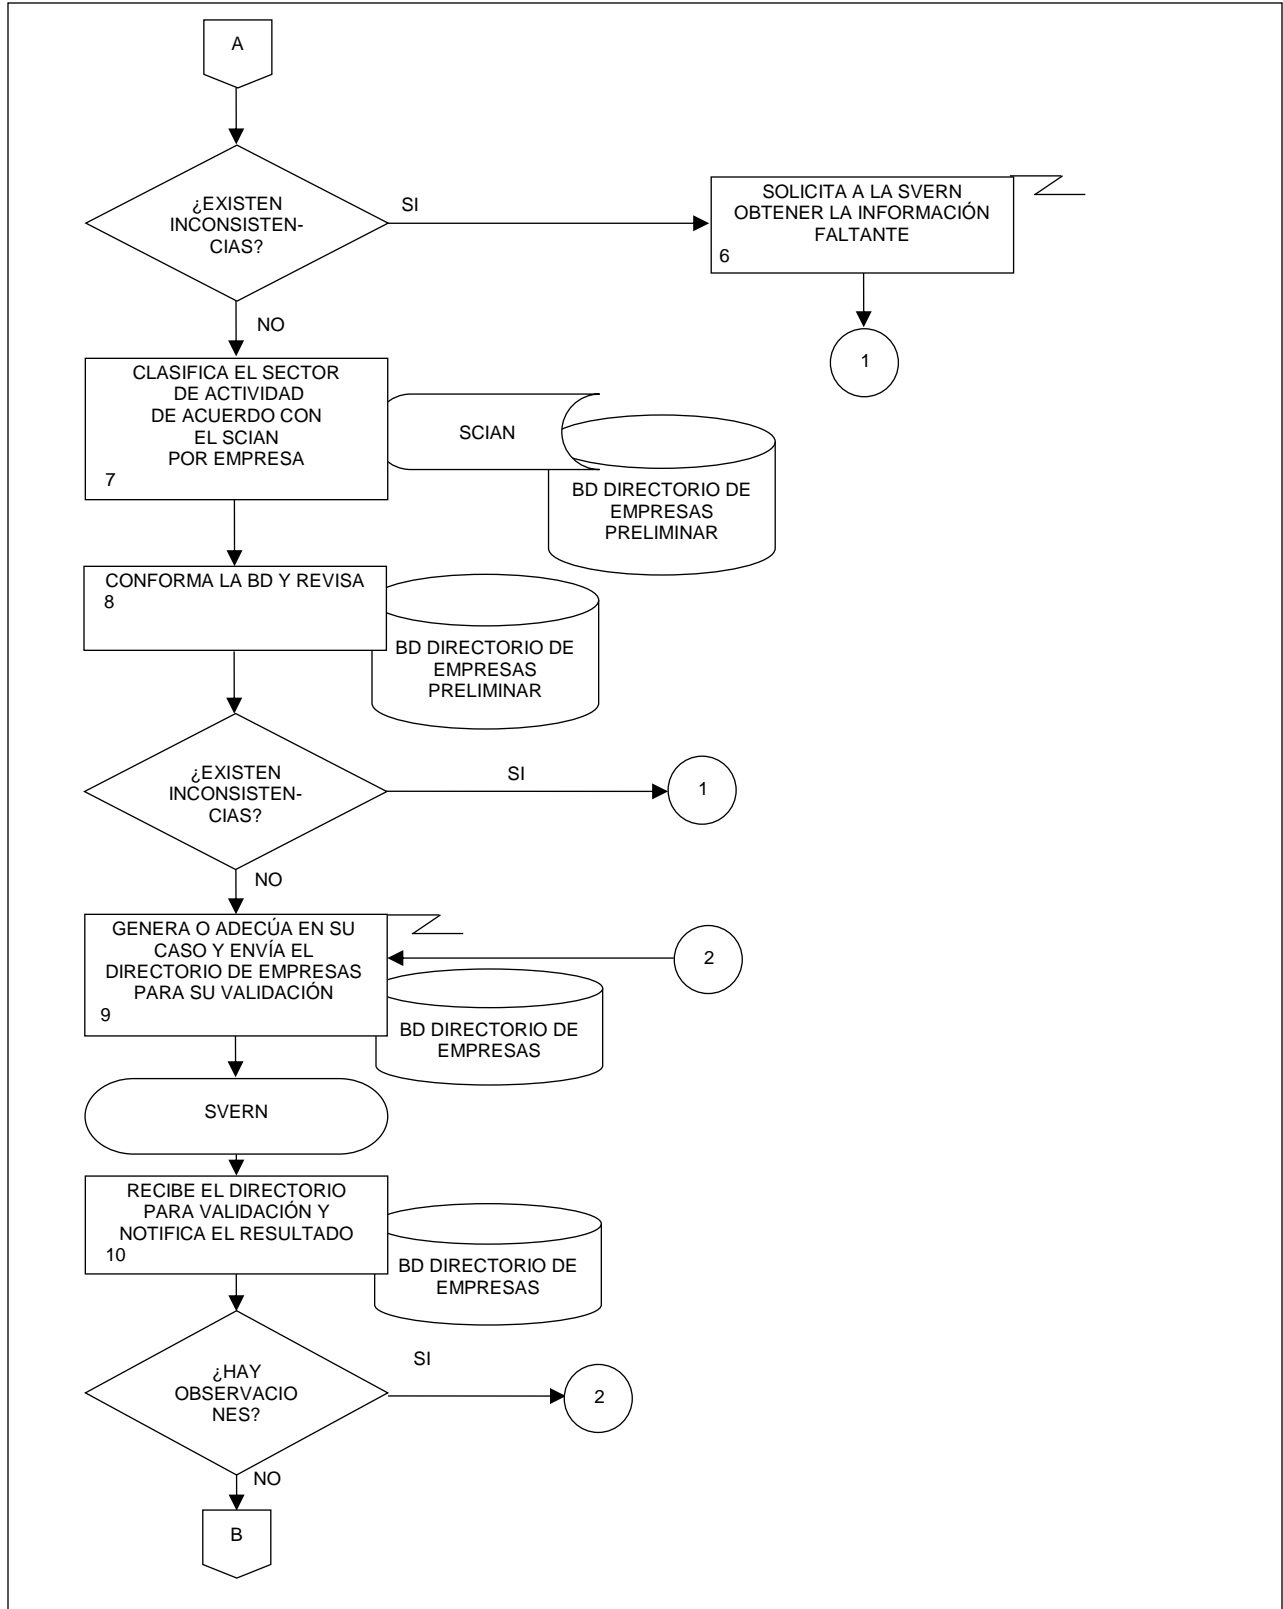 A
¿EXISTEN
INCONSISTEN-
CIAS?
SI
SOLICITA A LA SVERN
OBTENER LA INFORMACIÓN
FALTANTE
6
1
NO
CLASIFICA EL SECTOR
DE ACTIVIDAD
DE ACUERDO CON
EL SCIAN
POR EMPRESA
7
SCIAN
BD DIRECTORIO DE
EMPRESAS
PRELIMINAR
CONFORMA LA BD Y REVISA
8
BD DIRECTORIO DE
EMPRESAS
PRELIMINAR
¿EXISTEN
INCONSISTEN-
CIAS?
SI
1
NO
GENERA O ADECÚA EN SU
CASO Y ENVÍA EL
DIRECTORIO DE EMPRESAS
PARA SU VALIDACIÓN
9
2
BD DIRECTORIO DE
EMPRESAS
SVERN
RECIBE EL DIRECTORIO
PARA VALIDACIÓN Y
NOTIFICA EL RESULTADO
10
BD DIRECTORIO DE
EMPRESAS
¿HAY
OBSERVACIO
NES?
SI
2
NO
B